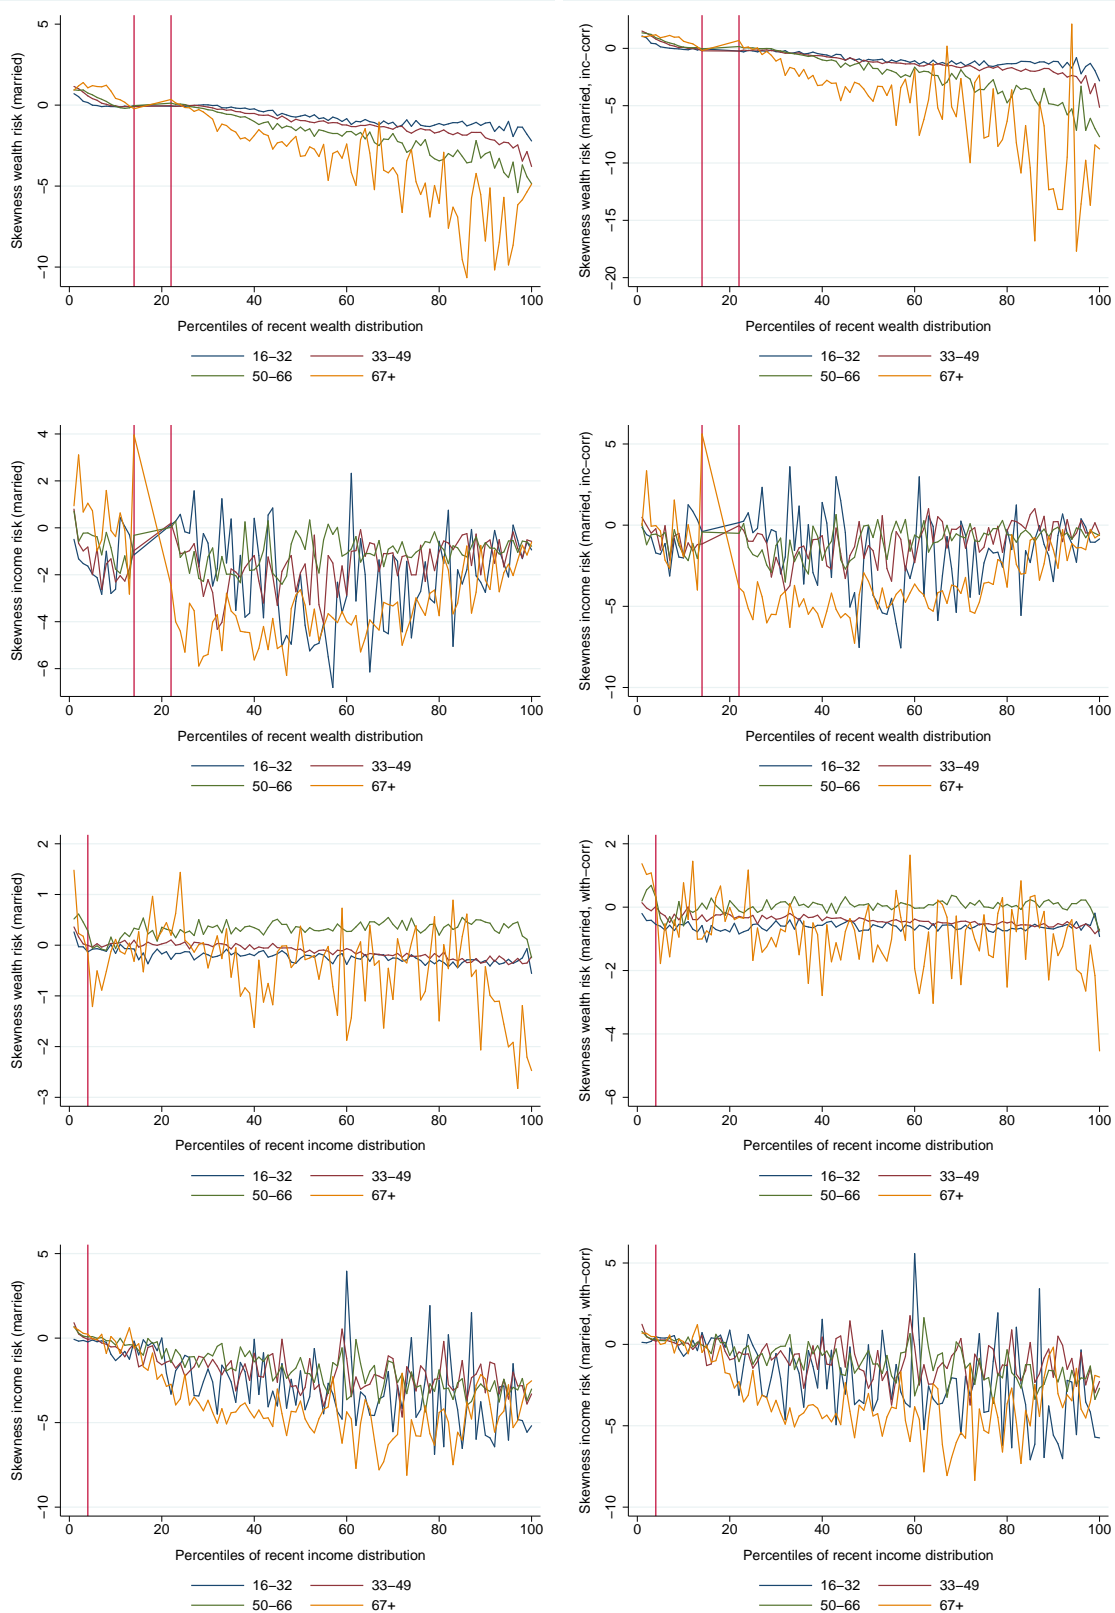 Skewness wealth risk (married)
5
0
−5
−10
0 20 40 60 80 100
Percentiles of recent wealth distribution
16−32 33−49
50−66 67+
Skewness wealth risk (married, inc−corr)
0
−5
−10
−15
−20
0 20 40 60 80 100
Percentiles of recent wealth distribution
16−32 33−49
50−66 67+
Skewness income risk (married)
4
2
0
−2
−4
−6
0 20 40 60 80 100
Percentiles of recent wealth distribution
16−32 33−49
50−66 67+
Skewness income risk (married, inc−corr)
5
0
−5
−10
0 20 40 60 80 100
Percentiles of recent wealth distribution
16−32 33−49
50−66 67+
Skewness wealth risk (married)
2
1
0
−1
−2
−3
0 20 40 60 80 100
Percentiles of recent income distribution
16−32 33−49
50−66 67+
Skewness wealth risk (married, wlth−corr)
2
0
−2
−4
−6
0 20 40 60 80 100
Percentiles of recent income distribution
16−32 33−49
50−66 67+
Skewness income risk (married)
5
0
−5
−10
0 20 40 60 80 100
Percentiles of recent income distribution
16−32 33−49
50−66 67+
Skewness income risk (married, wlth−corr)
5
0
−5
−10
0 20 40 60 80 100
Percentiles of recent income distribution
16−32 33−49
50−66 67+